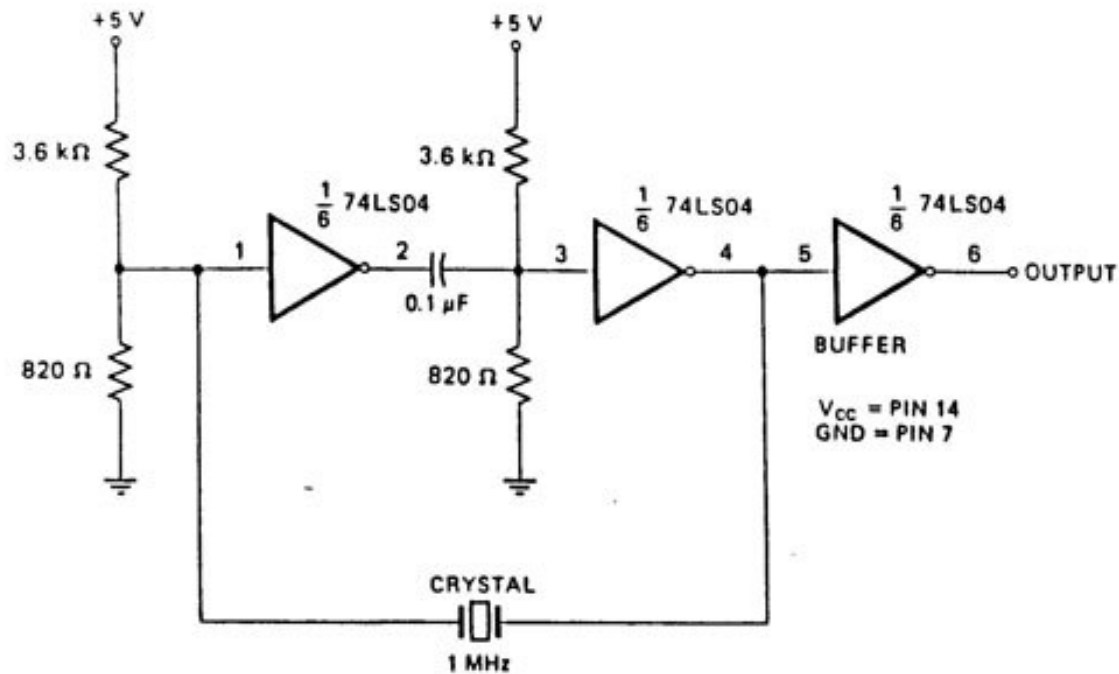 +5 V
+5 V
3.6 kΩ
3.6 kΩ
1/6 74LS04
1/6 74LS04
1/6 74LS04
1
2
3
4
5
6
OUTPUT
0.1 µF
BUFFER
820 Ω
820 Ω
VCC = PIN 14
GND = PIN 7
CRYSTAL
1 MHz